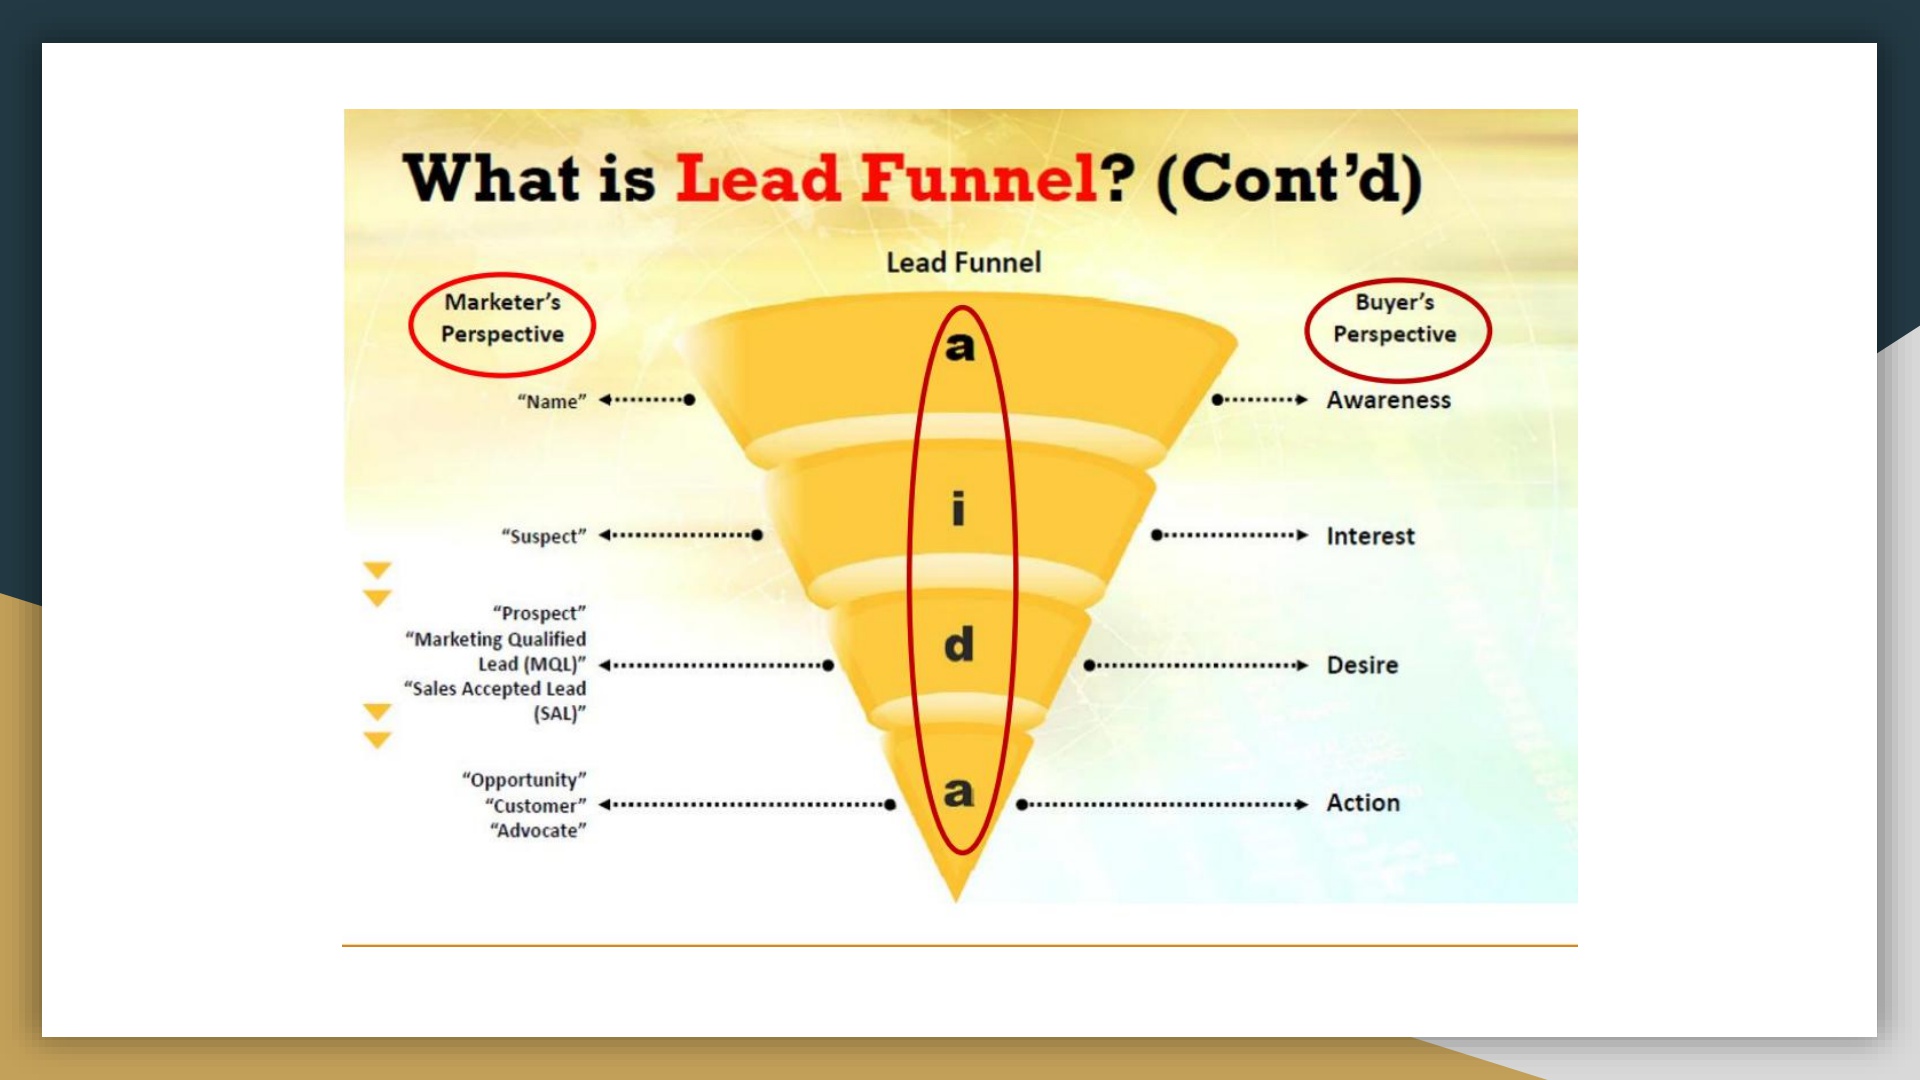 What is Lead Funnel? (Cont’d)
Lead Funnel
Marketer’s
Perspective
Buyer’s
Perspective
a
“Name”
Awareness
i
“Suspect”
Interest
“Prospect”
“Marketing Qualified
Lead (MQL)”
“Sales Accepted Lead
(SAL)”
d
Desire
“Opportunity”
“Customer”
“Advocate”
a
Action